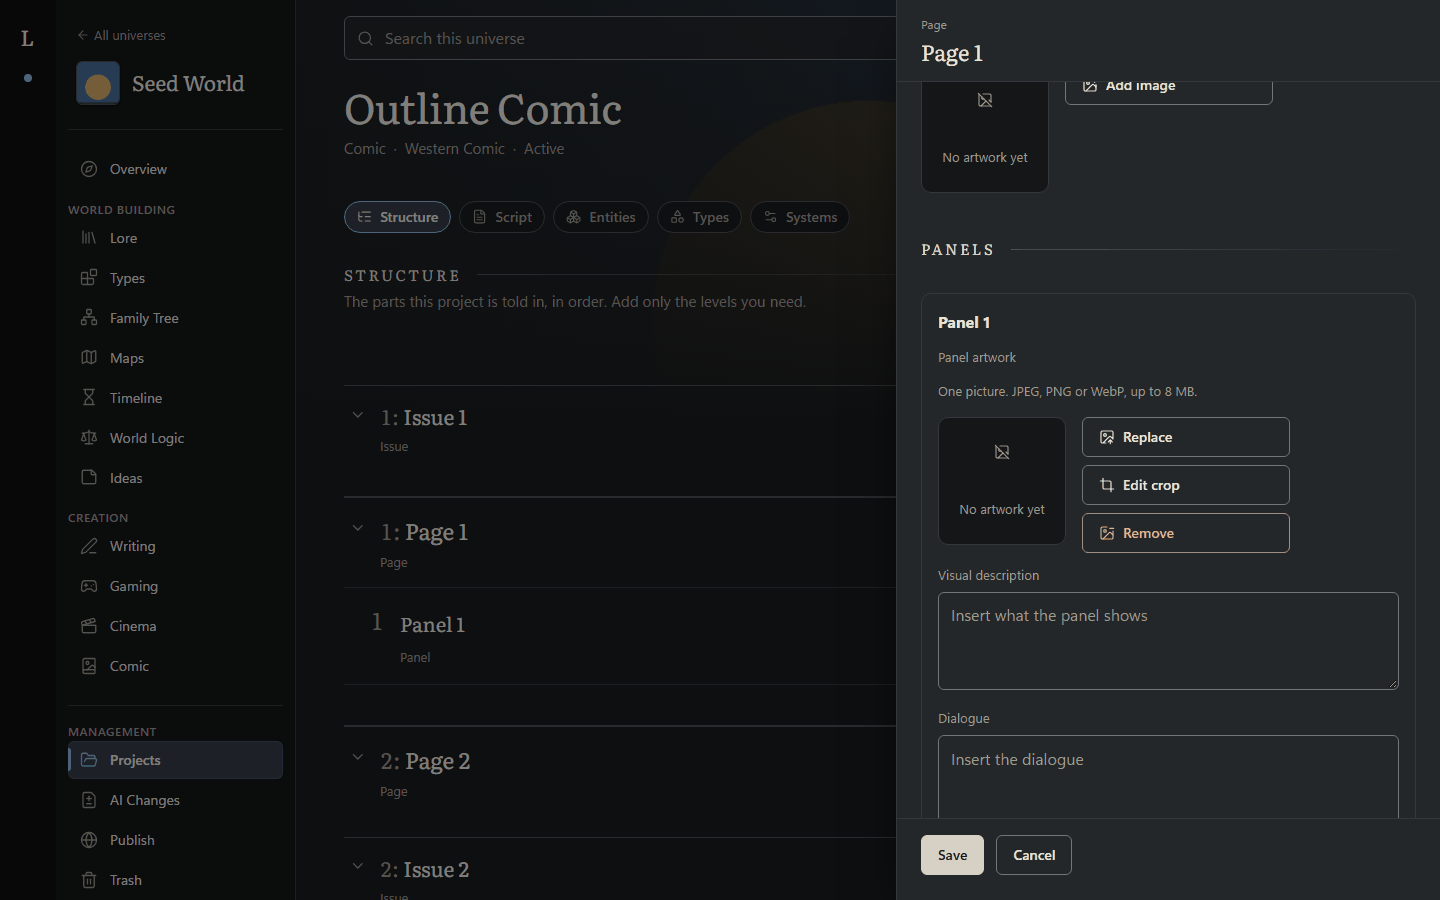 L
All universes
Seed World
Overview
WORLD BUILDING
Lore
Types
Family Tree
Maps
Timeline
World Logic
Ideas
CREATION
Writing
Gaming
Cinema
Comic
MANAGEMENT
Projects
AI Changes
Publish
Trash
Search this universe
Outline Comic
Comic · Western Comic · Active
Structure
Script
Entities
Types
Systems
STRUCTURE
The parts this project is told in, in order. Add only the levels you need.
1: Issue 1
Issue
1: Page 1
Page
1 Panel 1
Panel
2: Page 2
Page
2: Issue 2
Issue
Page
Page 1
Add image
No artwork yet
PANELS
Panel 1
Panel artwork
One picture. JPEG, PNG or WebP, up to 8 MB.
No artwork yet
Replace
Edit crop
Remove
Visual description
Insert what the panel shows
Dialogue
Insert the dialogue
Save
Cancel